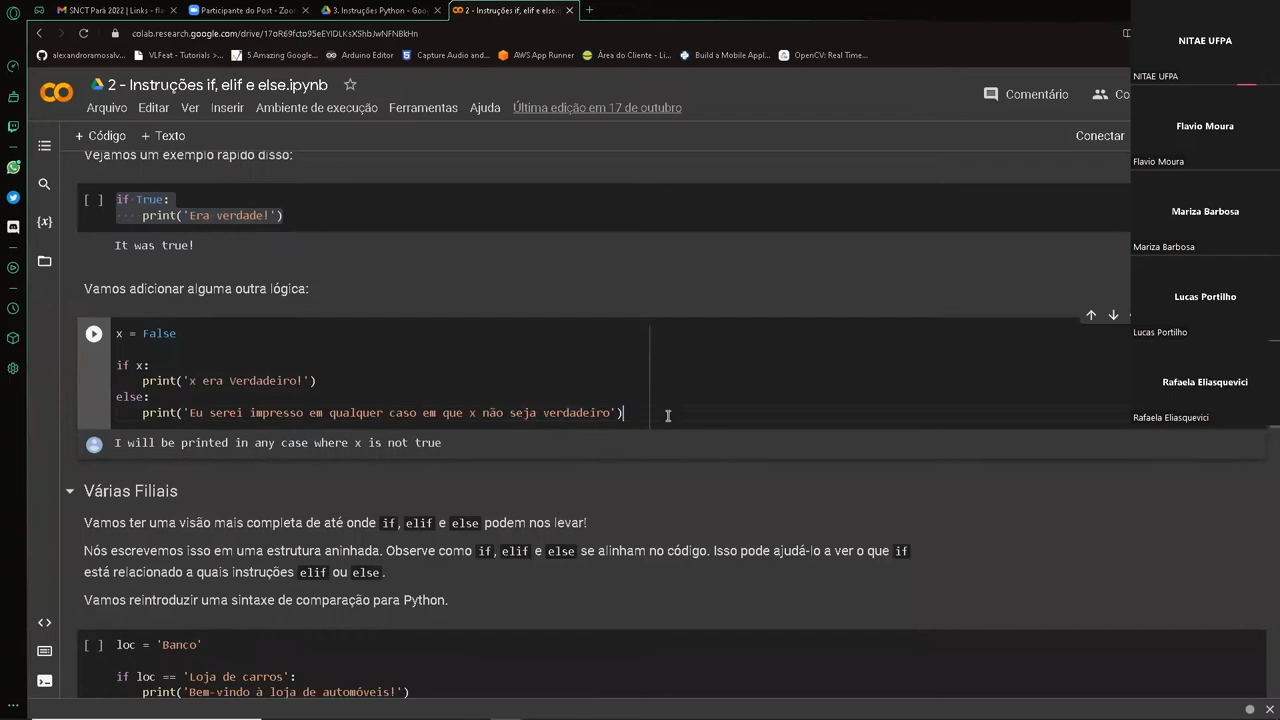 SNCT Pará 2022 | Links - fl
Participante do Post - Zoo
3. Instruções Python - Goo
2 - Instruções if, elif e else.ip
colab.research.google.com/drive/
alexandroramosalv
VLFeat - Tutorials >...
5 Amazing Google...
Arduino Editor
Capture Audio and...
AWS App Runner
Área do Cliente - L...
Build a Mobile Appl...
OpenCV: Real Time...
2 - Instruções if, elif e else.ipynb
Arquivo Editar Ver Inserir Ambiente de execução Ferramentas Ajuda Última edição em 17 de outubro
Comentário
Co
+ Código + Texto
Conectar
Vejamos um exemplo rápido disso:
[ ] if True:
print('Era verdade!')
It was true!
Vamos adicionar alguma outra lógica:
x = False
if x:
print('x era Verdadeiro!')
else:
print('Eu serei impresso em qualquer caso em que x não seja verdadeiro')
I will be printed in any case where x is not true
Várias Filiais
Vamos ter uma visão mais completa de até onde if, elif e else podem nos levar!
Nós escrevemos isso em uma estrutura aninhada. Observe como if, elif e else se alinham no código. Isso pode ajudá-lo a ver o que if
está relacionado a quais instruções elif ou else.
Vamos reintroduzir uma sintaxe de comparação para Python.
[ ] loc = 'Banco'
if loc == 'Loja de carros':
print('Bem-vindo à loja de automóveis!')
NITAE UFPA
NITAE UFPA
Flavio Moura
Flavio Moura
Mariza Barbosa
Mariza Barbosa
Lucas Portilho
Lucas Portilho
Rafaela Eliasquevici
Rafaela Eliasquevici